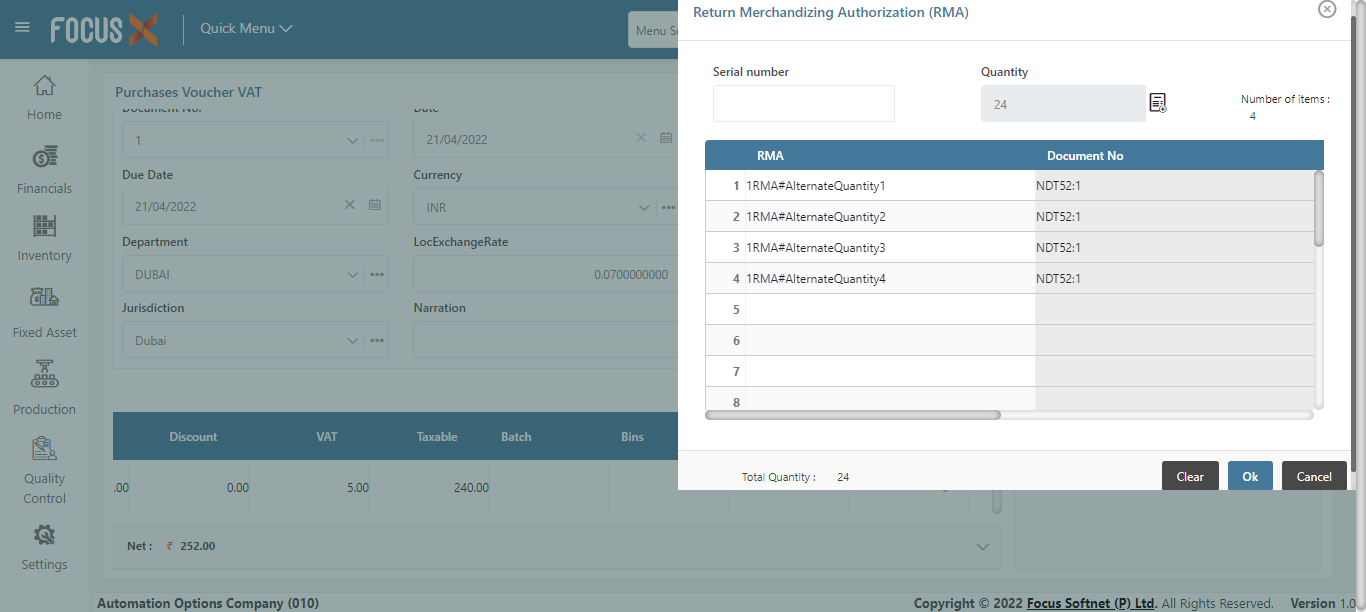 FOCUS X
Quick Menu
Menu Se
Home
Financials
Inventory
Fixed Asset
Production
Quality
Control
Settings
Purchases Voucher VAT
Document No.
Date
1
21/04/2022
Due Date
Currency
21/04/2022
INR
Department
LocExchangeRate
DUBAI
0.0700000000
Jurisdiction
Narration
Dubai
Discount VAT Taxable Batch Bins
.00 0.00 5.00 240.00
Net : ₹ 252.00
Return Merchandizing Authorization (RMA)
Serial number
Quantity
24
Number of items :
4
RMA Document No
1 1RMA#AlternateQuantity1 NDT52:1
2 1RMA#AlternateQuantity2 NDT52:1
3 1RMA#AlternateQuantity3 NDT52:1
4 1RMA#AlternateQuantity4 NDT52:1
5
6
7
8
Total Quantity : 24
Clear Ok Cancel
Automation Options Company (010)
Copyright © 2022 Focus Softnet (P) Ltd. All Rights Reserved. Version 1.0